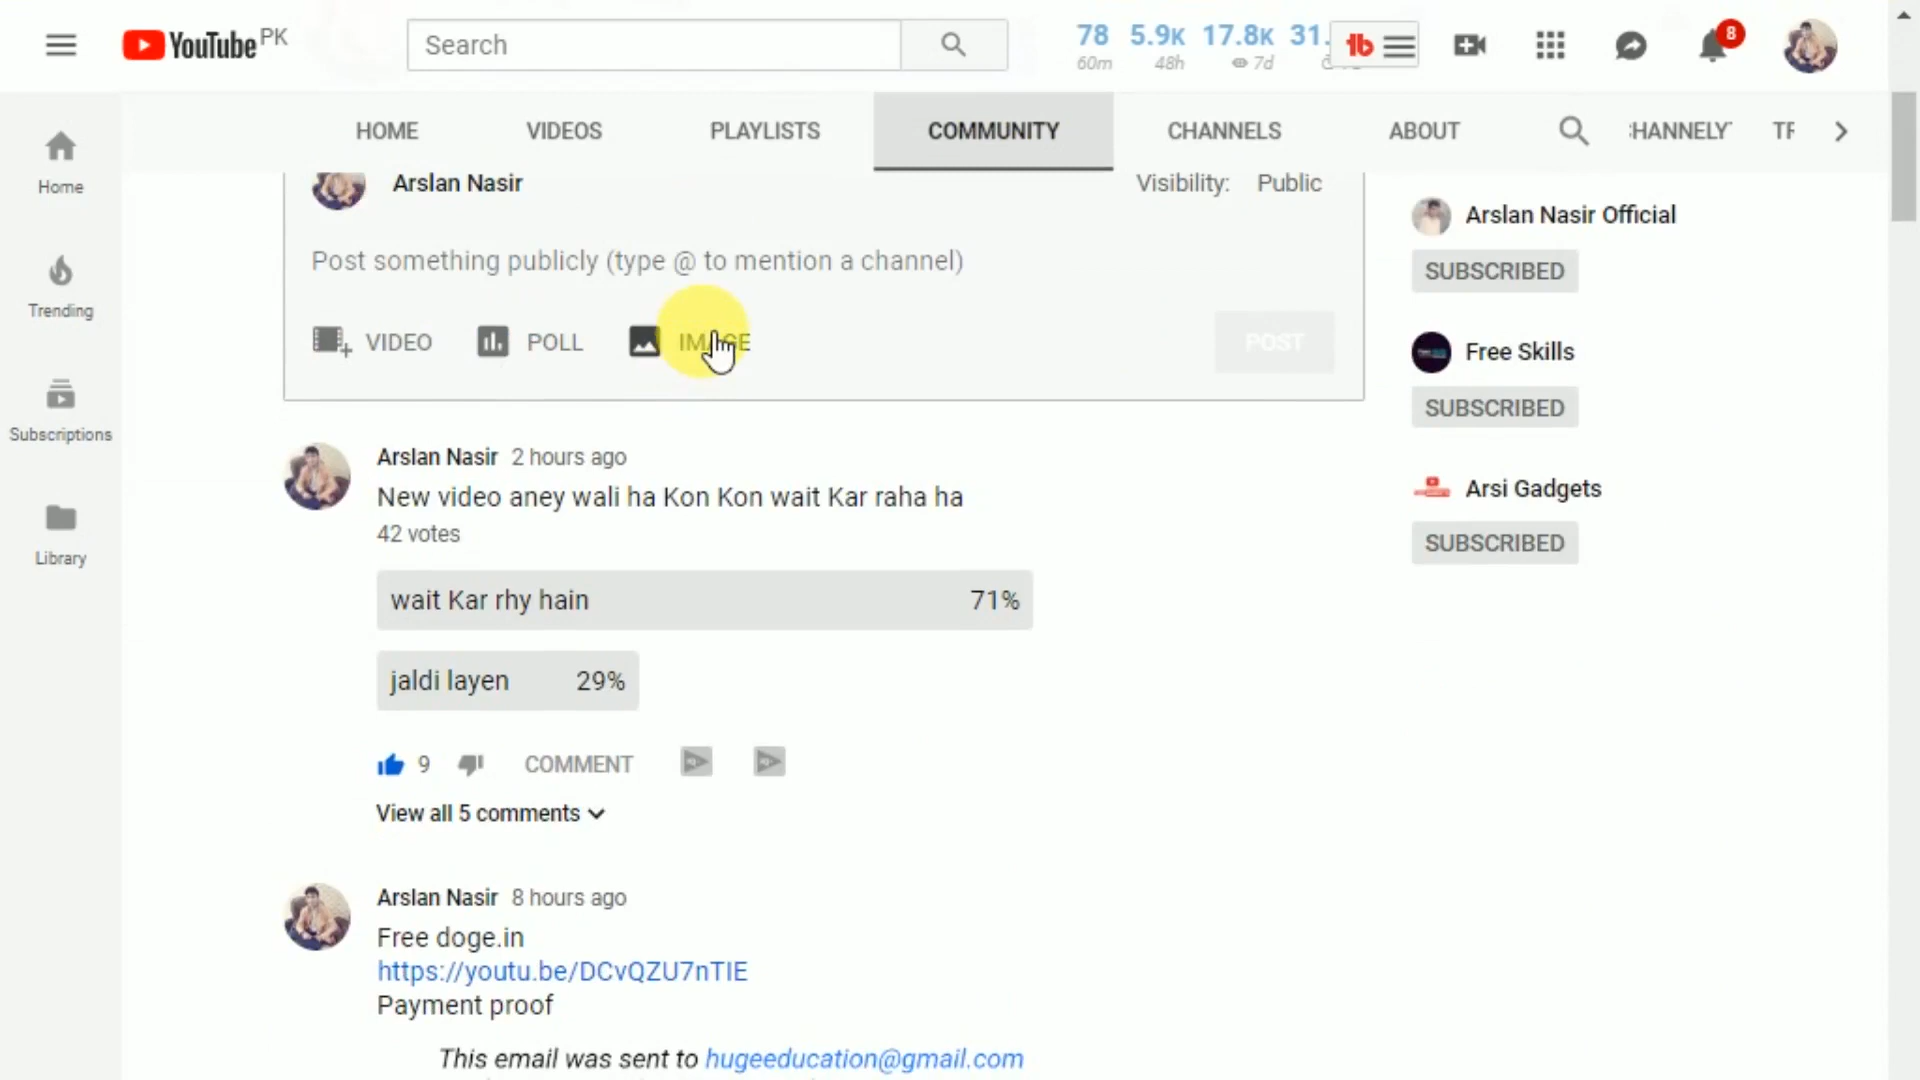 YouTube PK
Search
78 5.9K 17.8K 31.
60m 48h 7d
tb
8
HOME VIDEOS PLAYLISTS COMMUNITY CHANNELS ABOUT
Home
Trending
Subscriptions
Library
Arslan Nasir Visibility: Public
Post something publicly (type @ to mention a channel)
VIDEO POLL IMAGE POST
Arslan Nasir 2 hours ago
New video aney wali ha Kon Kon wait Kar raha ha
42 votes
wait Kar rhy hain 71%
jaldi layen 29%
9 COMMENT
View all 5 comments
Arslan Nasir 8 hours ago
Free doge.in
https://youtu.be/DCvQZU7nTIE
Payment proof
This email was sent to hugeeducation@gmail.com
HANNELY TR
Arslan Nasir Official
SUBSCRIBED
Free Skills
SUBSCRIBED
Arsi Gadgets
SUBSCRIBED